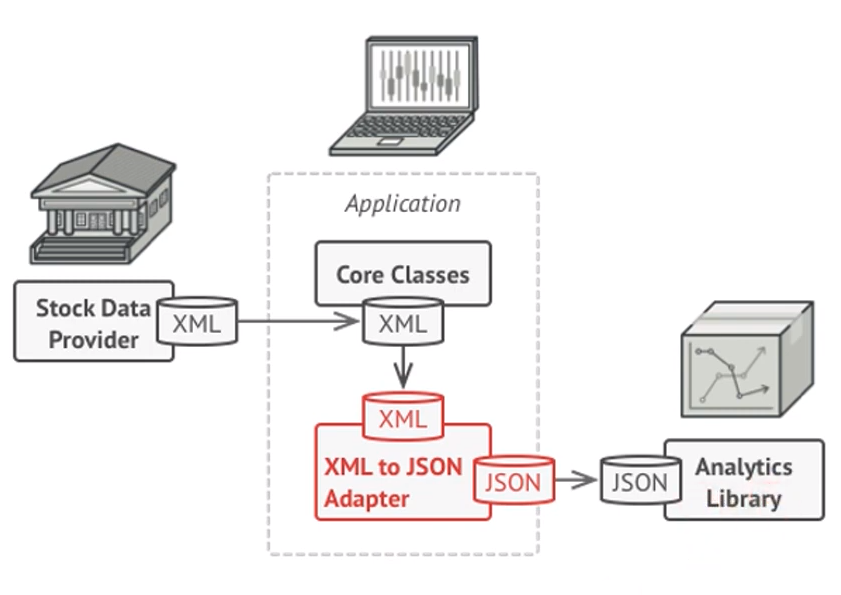 Application
Core Classes
Stock Data
Provider
XML
XML
XML
XML to JSON
Adapter
JSON
JSON
Analytics
Library